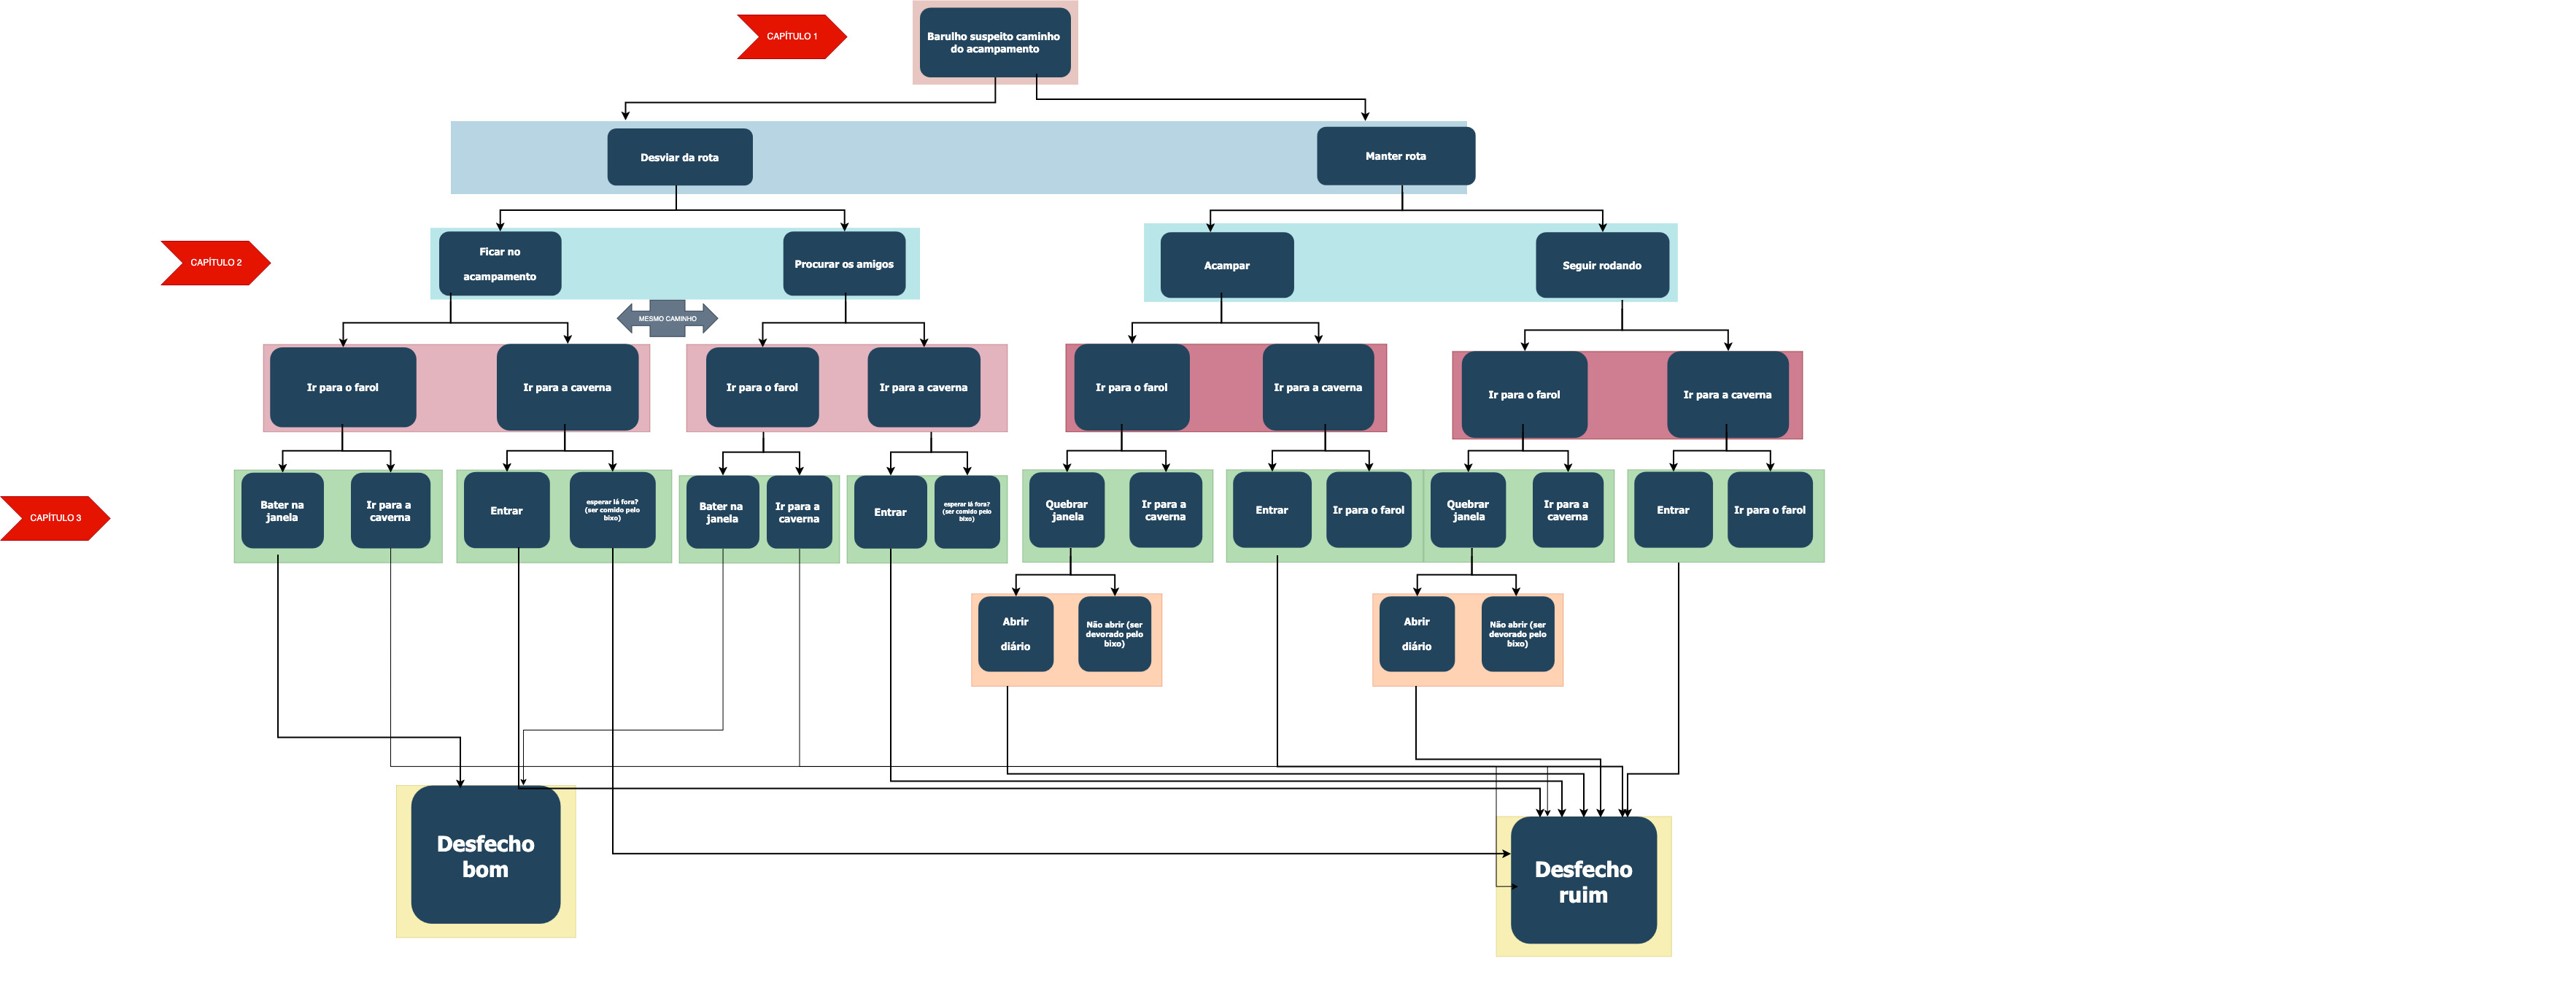 CAPÍTULO 1
Barulho suspeito caminho
do acampamento
Desviar da rota
Manter rota
CAPÍTULO 2
Ficar no
acampamento
Procurar os amigos
Acampar
Seguir rodando
MESMO CAMINHO
Ir para o farol
Ir para a caverna
Ir para o farol
Ir para a caverna
Ir para o farol
Ir para a caverna
Ir para o farol
Ir para a caverna
CAPÍTULO 3
Bater na
janela
Ir para a
caverna
Entrar
esperar lá fora?
(ser comido pelo
bixo)
Bater na
janela
Ir para a
caverna
Entrar
esperar lá fora?
(ser comido pelo
bixo)
Quebrar
janela
Ir para a
caverna
Entrar
Ir para o farol
Quebrar
janela
Ir para a
caverna
Entrar
Ir para o farol
Abrir
diário
Não abrir (ser
devorado pelo
bixo)
Abrir
diário
Não abrir (ser
devorado pelo
bixo)
Desfecho
bom
Desfecho
ruim